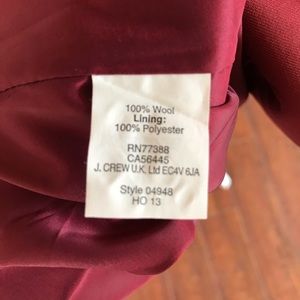 100% Wool
Lining:
100% Polyester
RN77388
CA56445
J. CREW U.K. Ltd EC4V 6JA
Style 04948
HO 13